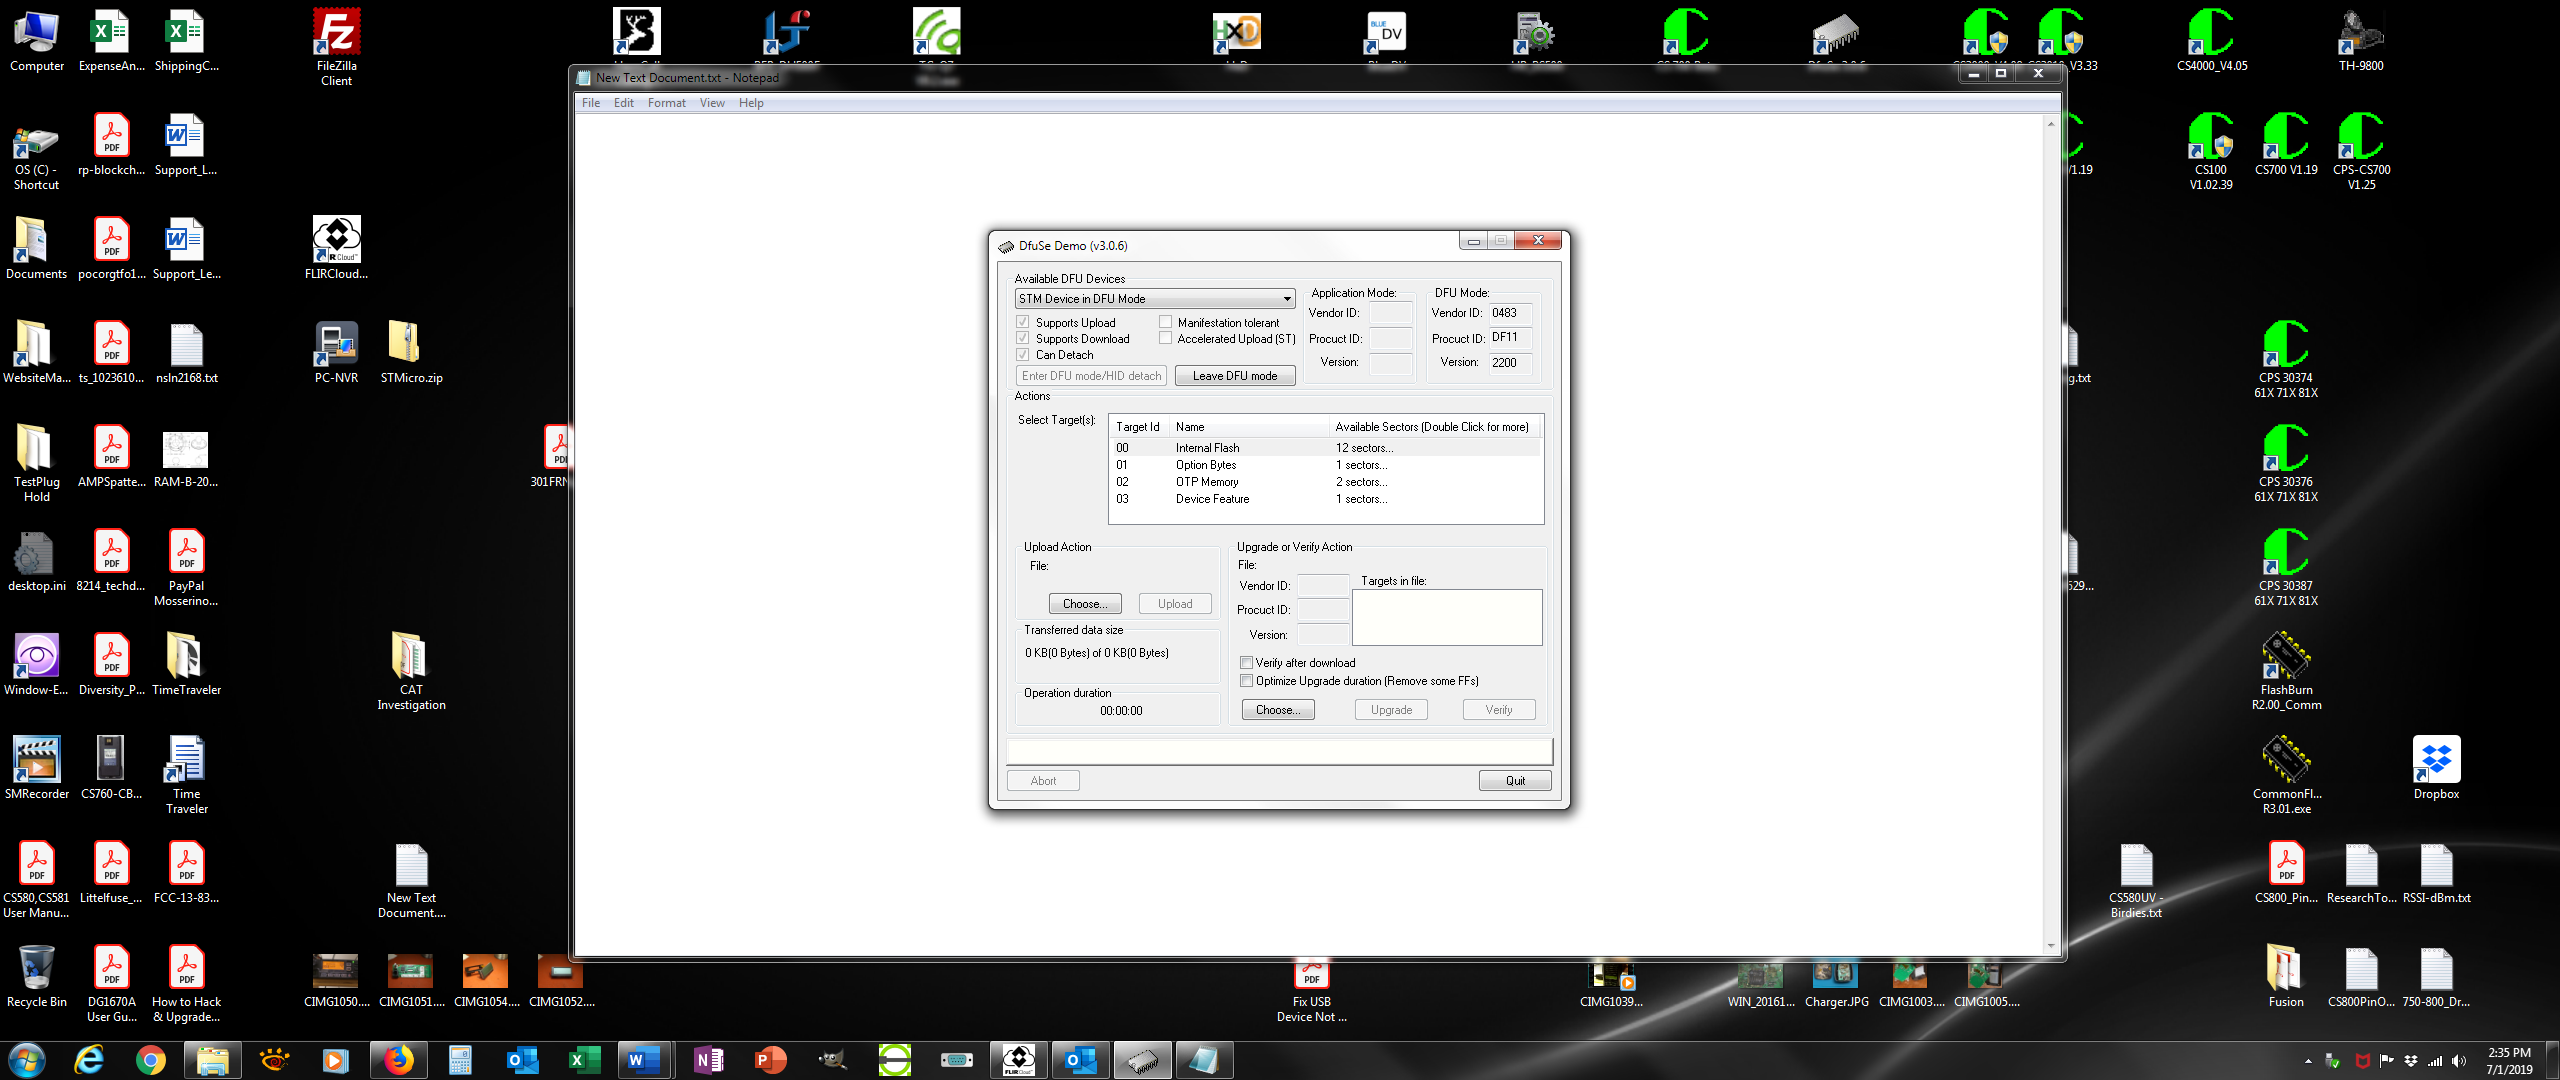 Computer
ExpenseAn...
ShippingC...
FileZilla
Client
CS4000_V4.05
TH-9800
New Text Document.txt - Notepad
File Edit Format View Help
OS (C) -
Shortcut
rp-blockch...
Support_L...
CS100
V1.02.39
CS700 V1.19
CPS-CS700
V1.25
Documents
pocorgtfo1...
Support_Le...
FLIRCloud...
DfuSe Demo (v3.0.6)
Available DFU Devices
STM Device in DFU Mode
Supports Upload
Manifestation tolerant
Supports Download
Accelerated Upload (ST)
Can Detach
Enter DFU mode/HID detach
Leave DFU mode
Application Mode:
Vendor ID:
Procuct ID:
Version:
DFU Mode:
Vendor ID: 0483
Procuct ID: DF11
Version: 2200
Actions
Select Target(s):
Target Id Name Available Sectors (Double Click for more)
00 Internal Flash 12 sectors...
01 Option Bytes 1 sectors...
02 OTP Memory 2 sectors...
03 Device Feature 1 sectors...
Upload Action
File:
Choose... Upload
Transferred data size
0 KB(0 Bytes) of 0 KB(0 Bytes)
Operation duration
00:00:00
Upgrade or Verify Action
File:
Vendor ID:
Procuct ID:
Version:
Targets in file:
Verify after download
Optimize Upgrade duration (Remove some FFs)
Choose... Upgrade Verify
Abort
Quit
WebsiteMa...
ts_1023610...
nsln2168.txt
PC-NVR
STMicro.zip
CPS 30374
61X 71X 81X
TestPlug
Hold
AMPSpatte...
RAM-B-20...
301FRN
CPS 30376
61X 71X 81X
desktop.ini
8214_techd...
PayPal
Mosserino...
CPS 30387
61X 71X 81X
Window-E...
Diversity_P...
TimeTraveler
CAT
Investigation
FlashBurn
R2.00_Comm
SMRecorder
CS760-CB...
Time
Traveler
CommonFl...
R3.01.exe
Dropbox
CS580,CS581
User Manu...
Littelfuse_...
FCC-13-83...
New Text
Document....
CS580UV -
Birdies.txt
CS800_Pin...
ResearchTo...
RSSI-dBm.txt
Recycle Bin
DG1670A
User Gu...
How to Hack
& Upgrade...
CIMG1050....
CIMG1051....
CIMG1054....
CIMG1052....
Fix USB
Device Not ...
CIMG1039...
WIN_20161...
Charger.JPG
CIMG1003....
CIMG1005....
Fusion
CS800PinO...
750-800_Dr...
2:35 PM
7/1/2019